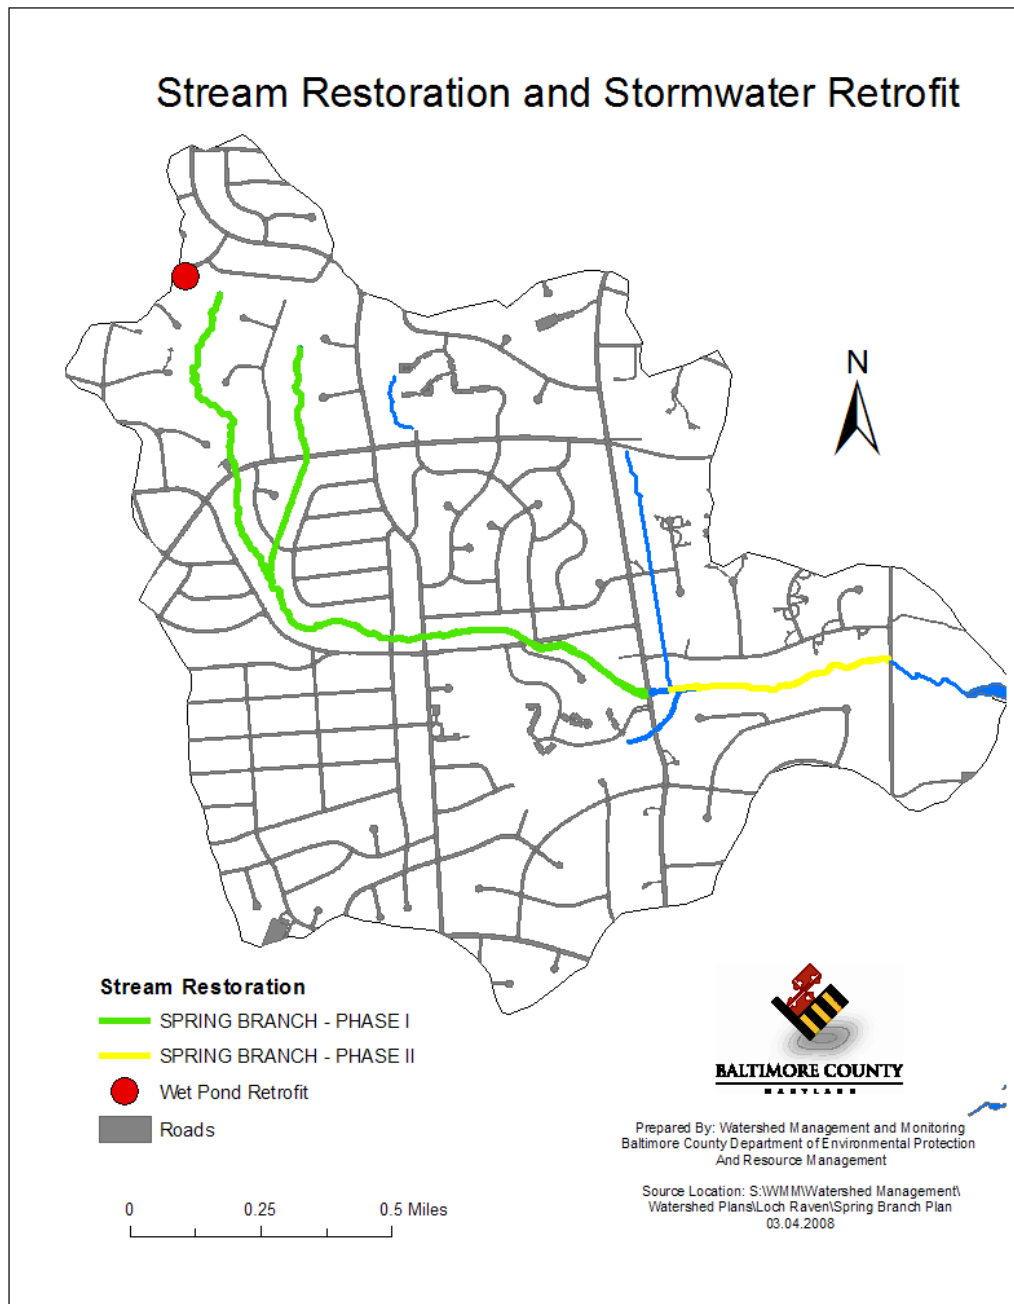 Stream Restoration and Stormwater Retrofit
N
Stream Restoration
SPRING BRANCH - PHASE I
SPRING BRANCH - PHASE II
Wet Pond Retrofit
Roads
0 0.25 0.5 Miles
BALTIMORE COUNTY
MARYLAND
Prepared By: Watershed Management and Monitoring
Baltimore County Department of Environmental Protection
And Resource Management
Source Location: S:\WMM\Watershed Management\
Watershed Plans\Loch Raven\Spring Branch Plan
03.04.2008